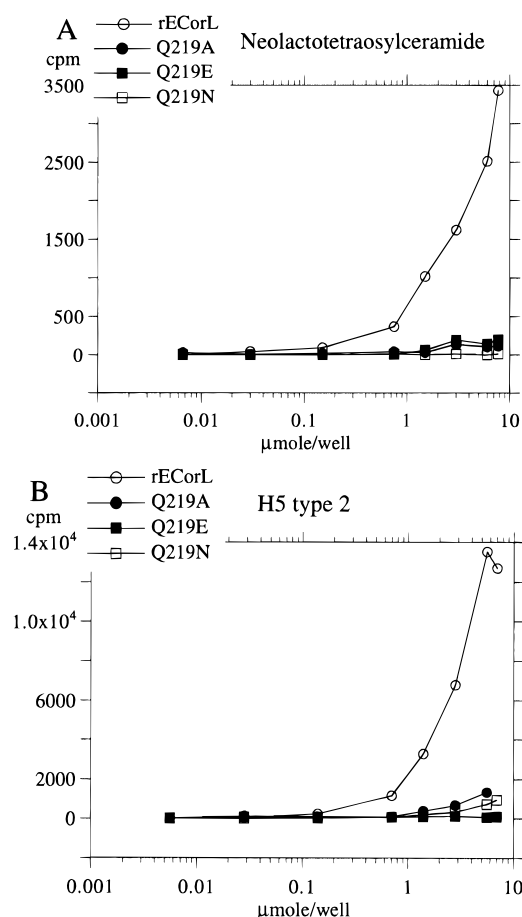 A
cpm
rECorL
Q219A
Q219E
Q219N
Neolactotetraosylceramide
3500
2500
1500
500
0
0.001 0.01 0.1 1 10
μmole/well
B
cpm
rECorL
Q219A
Q219E
Q219N
H5 type 2
1.4x10⁴
1.0x10⁴
6000
2000
0
0.001 0.01 0.1 1 10
μmole/well